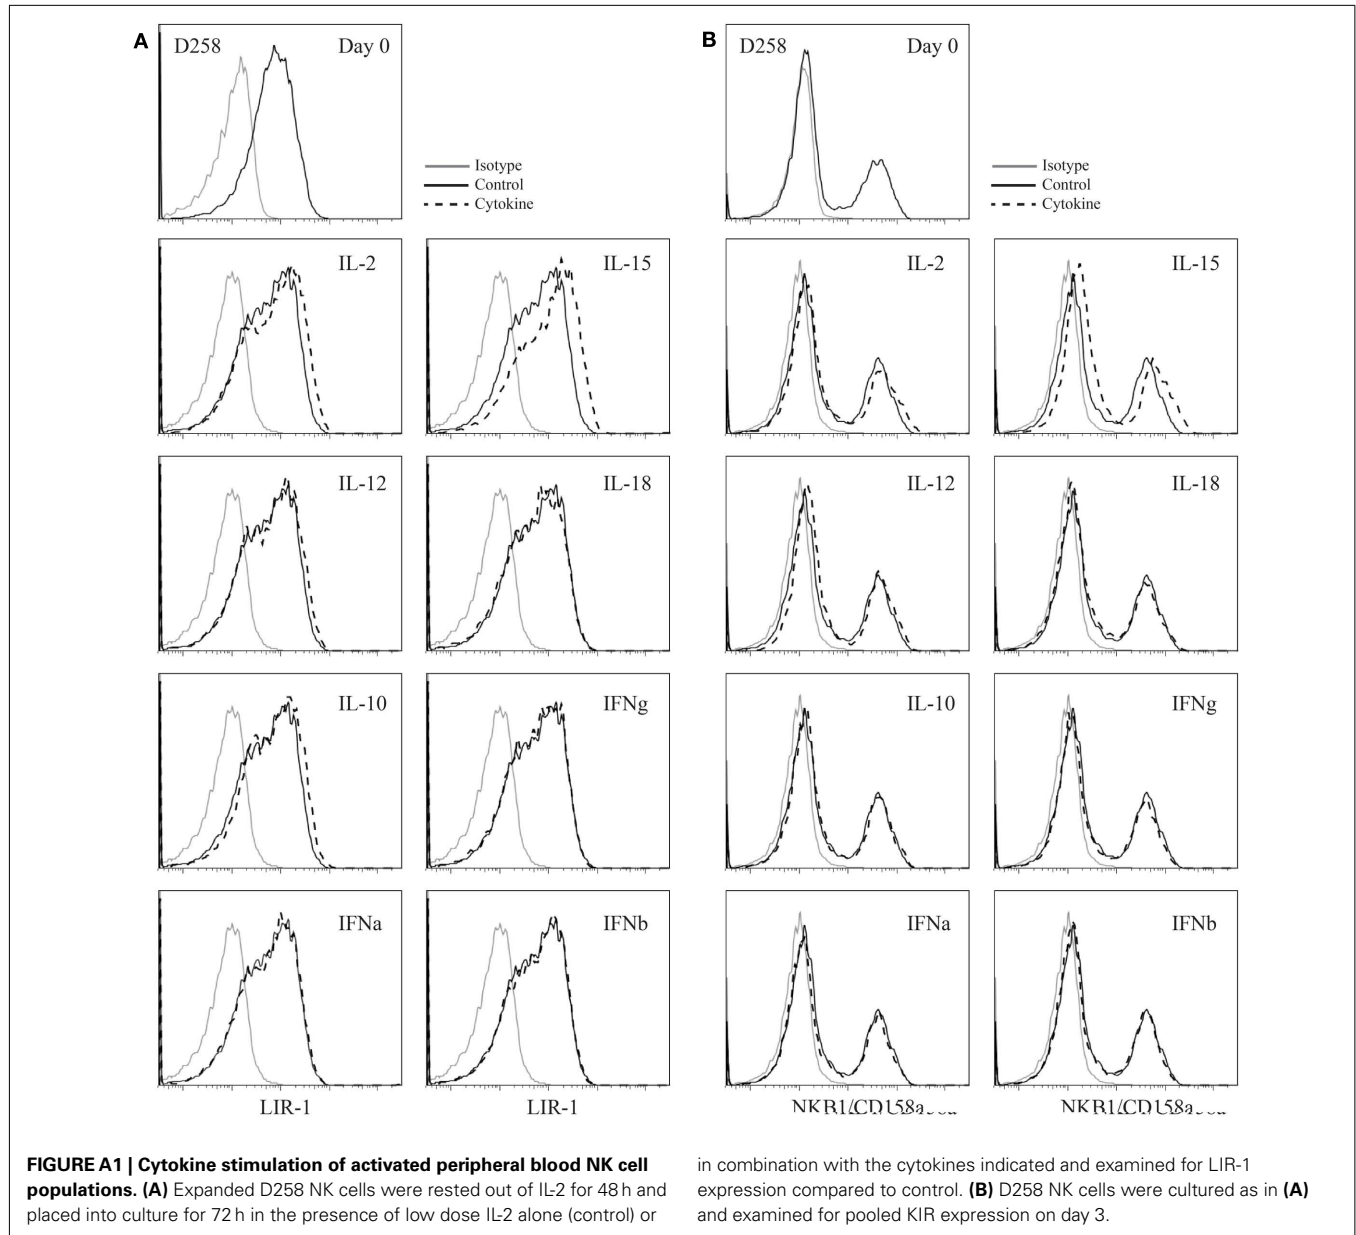 A
D258 Day 0
Isotype
Control
Cytokine
IL-2
IL-15
IL-12
IL-18
IL-10
IFNg
IFNa
IFNb
LIR-1
LIR-1
B
D258 Day 0
Isotype
Control
Cytokine
IL-2
IL-15
IL-12
IL-18
IL-10
IFNg
IFNa
IFNb
FIGURE A1 | Cytokine stimulation of activated peripheral blood NK cell
populations. (A) Expanded D258 NK cells were rested out of IL-2 for 48 h and
placed into culture for 72 h in the presence of low dose IL-2 alone (control) or
in combination with the cytokines indicated and examined for LIR-1
expression compared to control. (B) D258 NK cells were cultured as in (A)
and examined for pooled KIR expression on day 3.